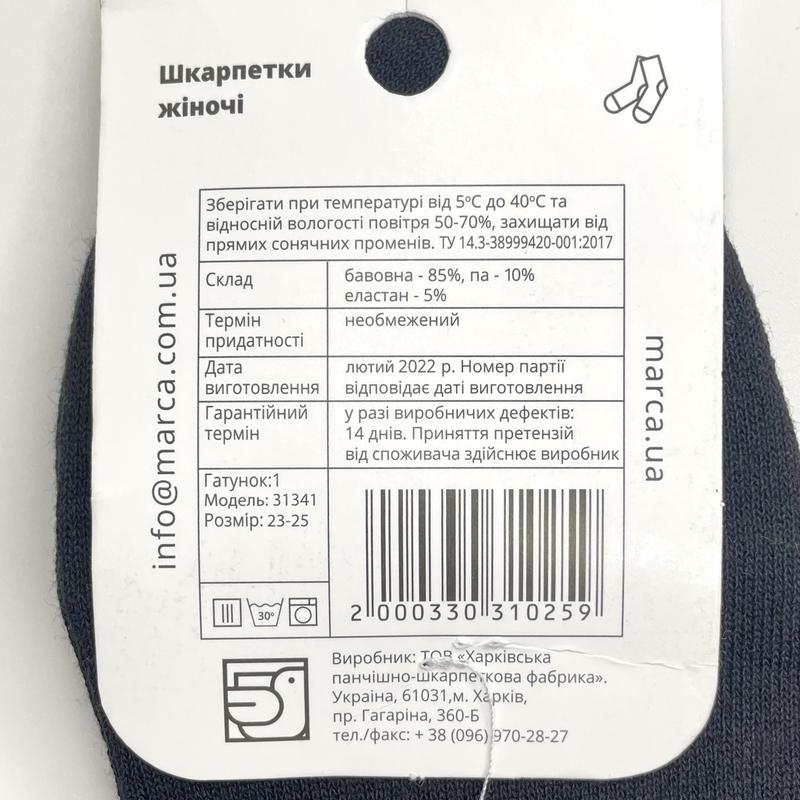 Шкарпетки
жіночі
Зберігати при температурі від 5ºС до 40ºС та
відносній вологості повітря 50-70%, захищати від
прямих сонячних променів. ТУ 14.3-38999420-001:2017
Склад
бавовна - 85%, па - 10%
еластан - 5%
Термін
придатності
необмежений
Дата
виготовлення
лютий 2022 р. Номер партії
відповідає даті виготовлення
Гарантійний
термін
у разі виробничих дефектів:
14 днів. Приняття претензій
від споживача здійснює виробник
Гатунок:1
Модель: 31341
Розмір: 23-25
30°
2 000330 310259
Виробник: ТОВ «Харківська
панчішно-шкарпеткова фабрика».
Україна, 61031,м. Харків,
пр. Гагаріна, 360-Б
тел./факс: + 38 (096) 970-28-27
info@marca.com.ua
marca.ua